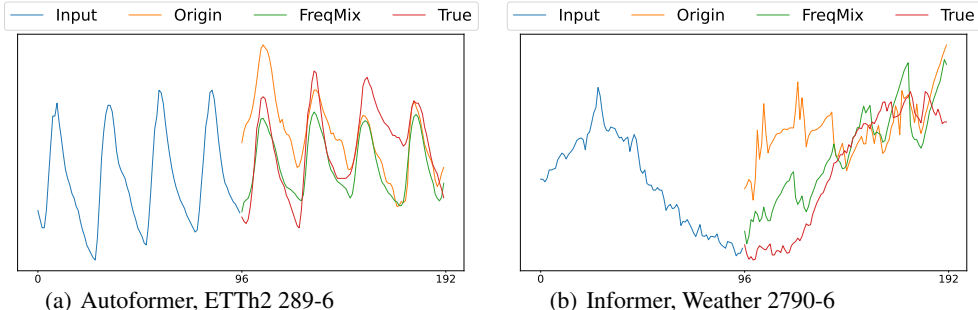 Input Origin FreqMix True
0 96 192
(a) Autoformer, ETTh2 289-6
Input Origin FreqMix True
0 96 192
(b) Informer, Weather 2790-6